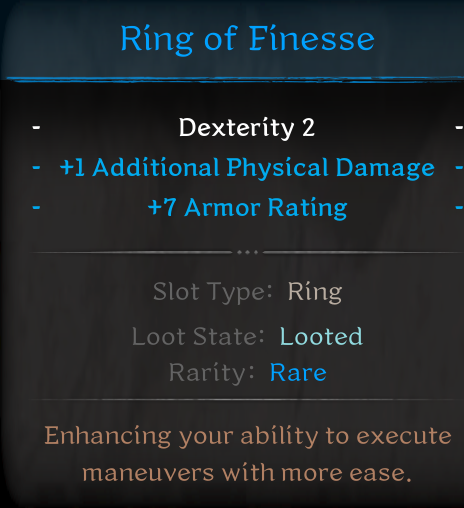 Ring of Finesse
- Dexterity 2 -
- +1 Additional Physical Damage -
- +7 Armor Rating -
Slot Type: Ring
Loot State: Looted
Rarity: Rare
Enhancing your ability to execute
maneuvers with more ease.